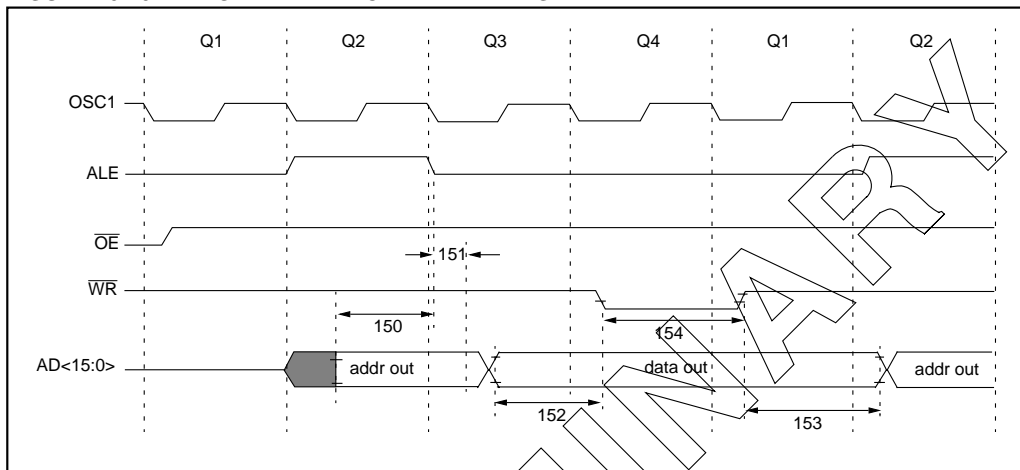 Q1 Q2 Q3 Q4 Q1 Q2
OSC1
ALE
OE
151
WR
150
154
AD<15:0>
addr out
data out
addr out
152
153
INARY